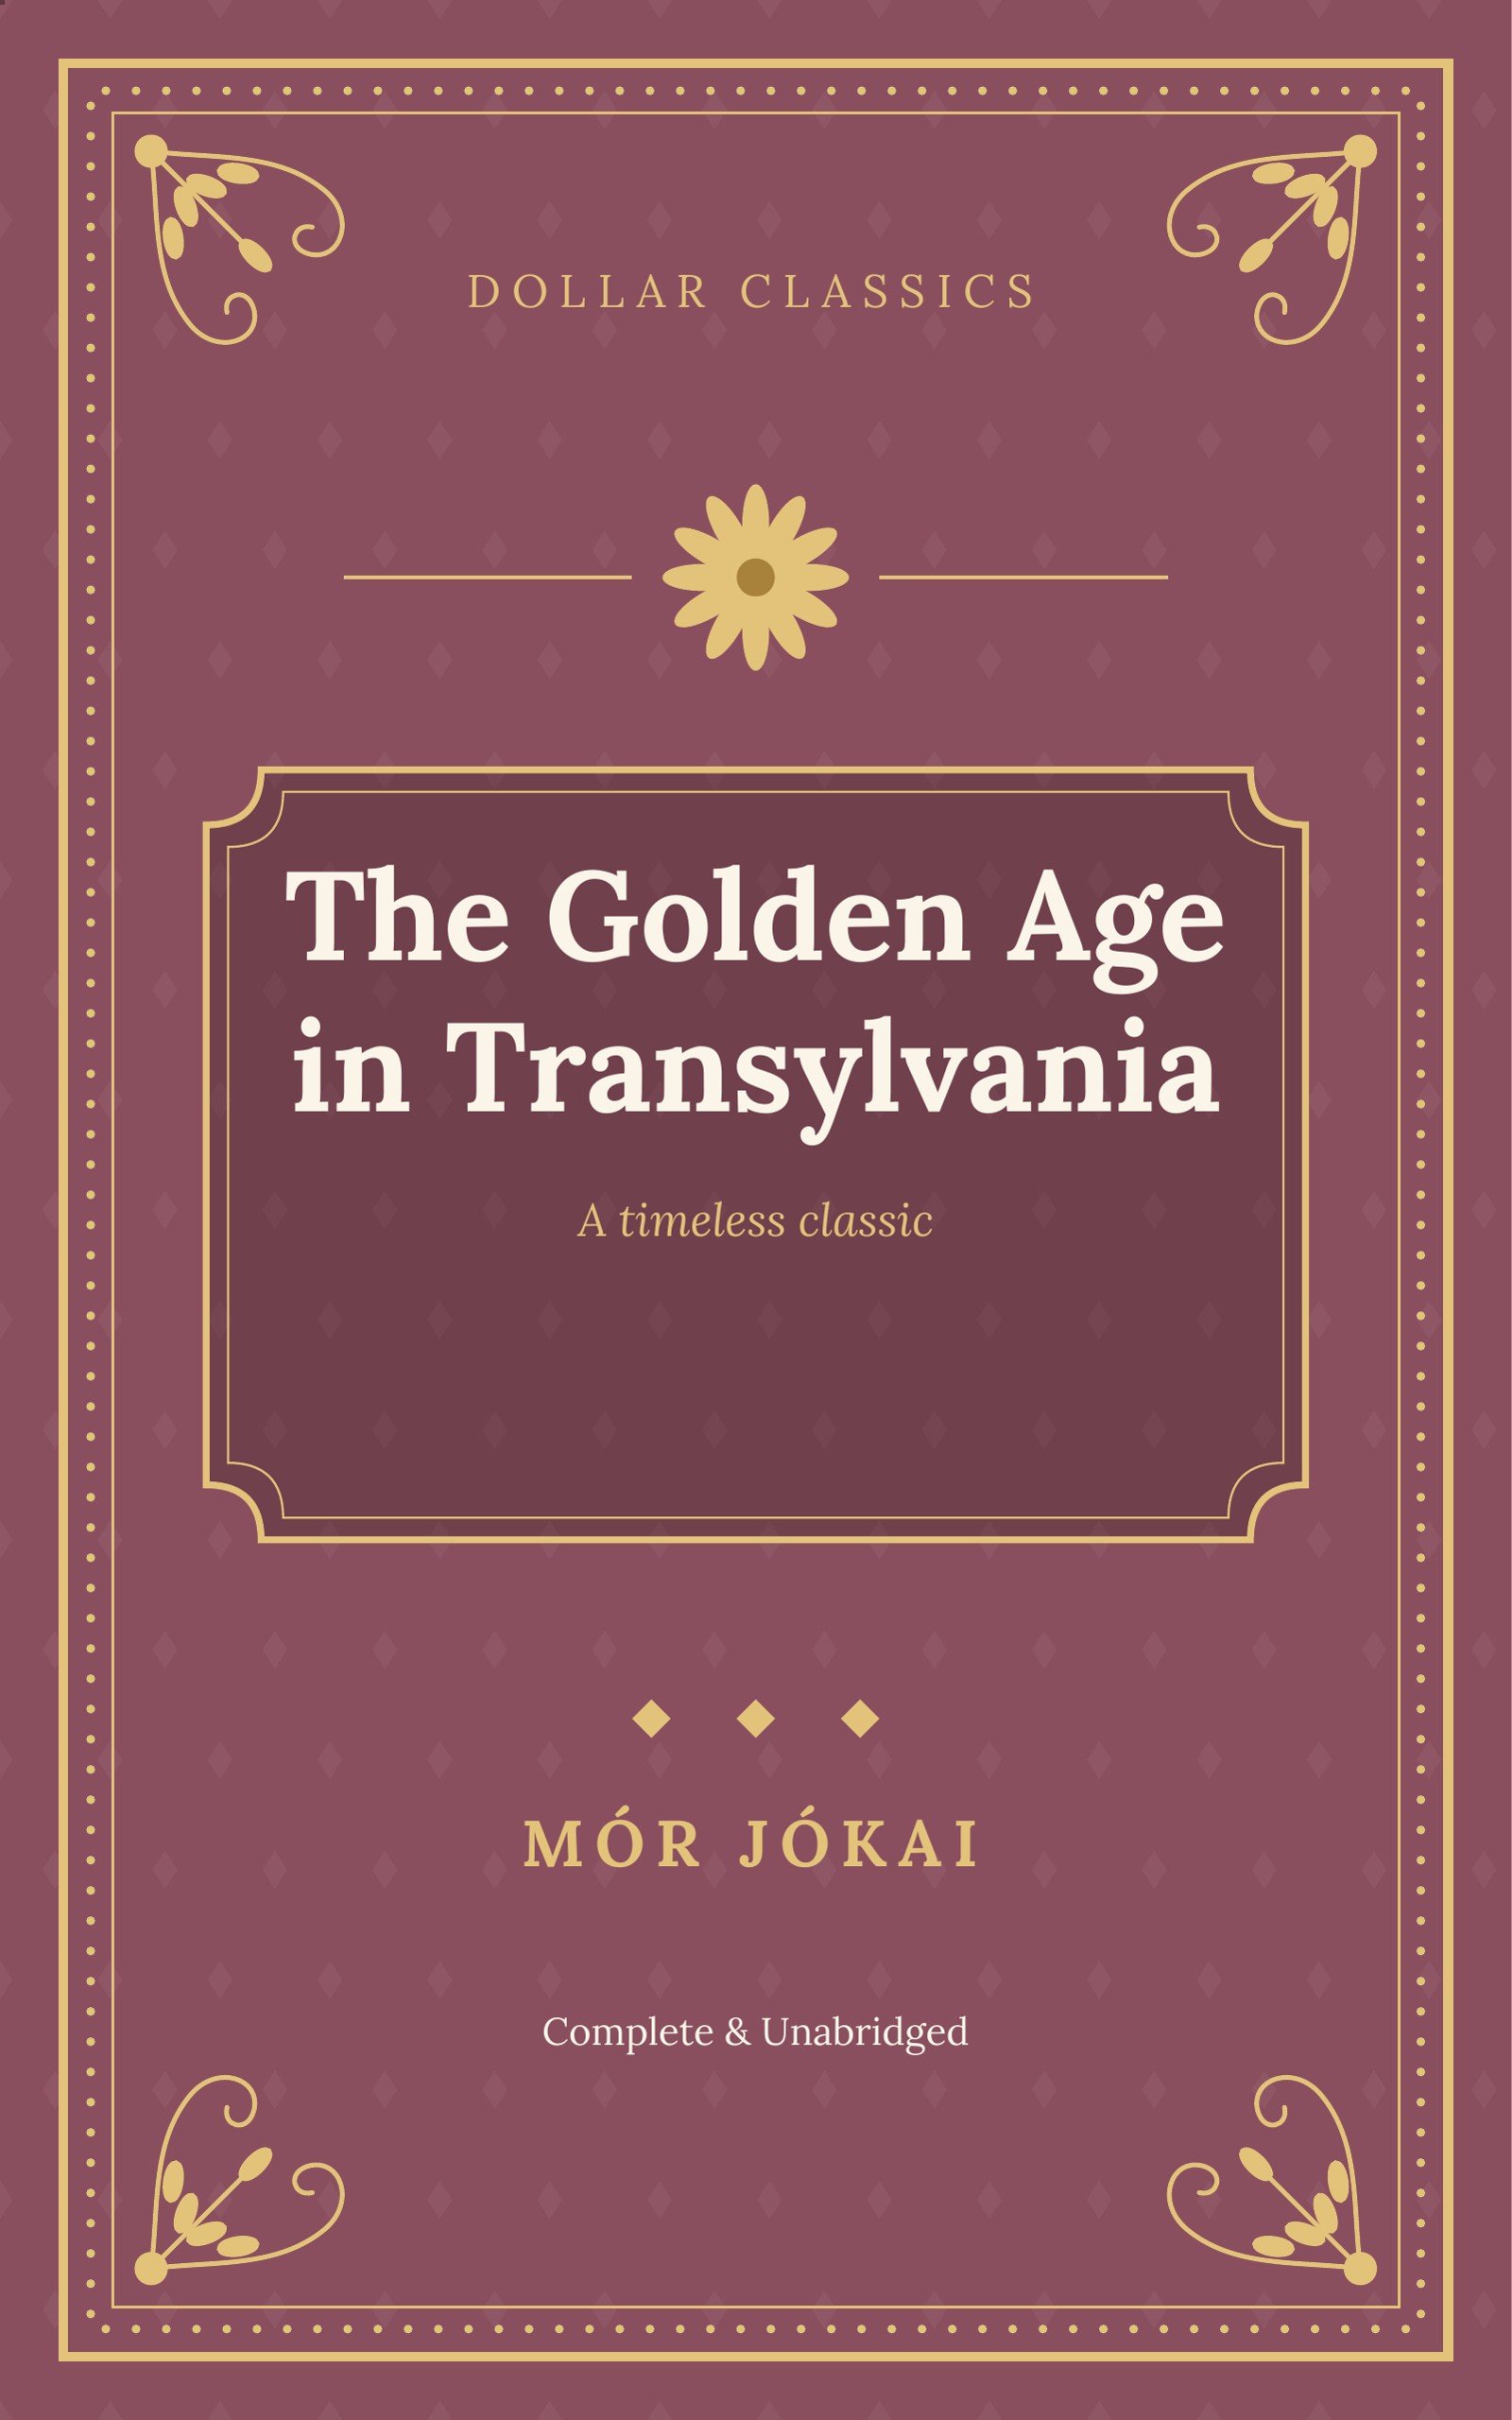 DOLLAR CLASSICS
The Golden Age
in Transylvania
A timeless classic
MÓR JÓKAI
Complete & Unabridged